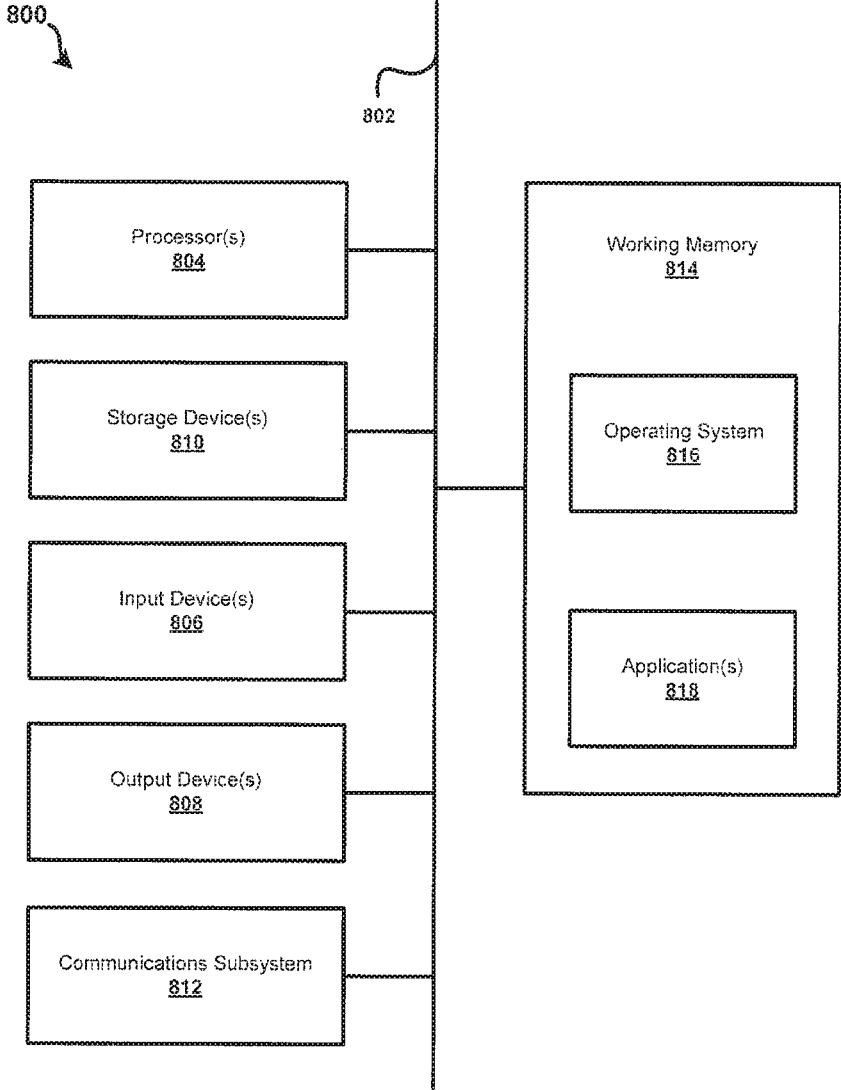 800
802
Processor(s)
804
Storage Device(s)
810
Input Device(s)
806
Output Device(s)
808
Communications Subsystem
812
Working Memory
814
Operating System
816
Application(s)
818